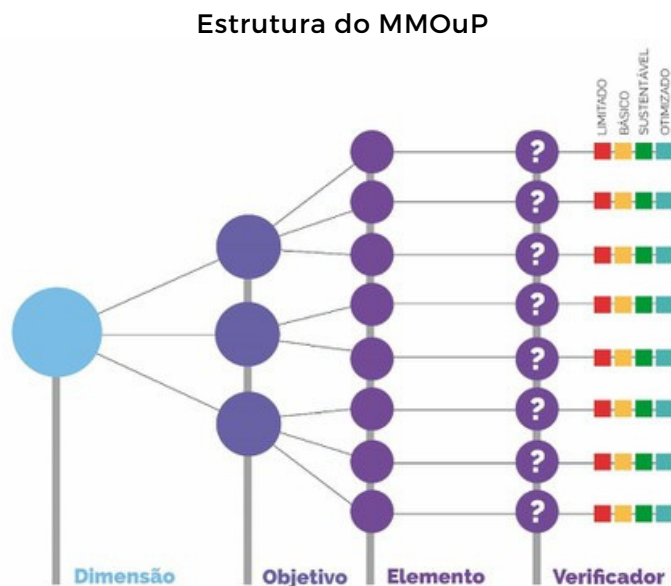 Estrutura do MMOuP
LIMITADO
BÁSICO
SUSTENTÁVEL
OTIMIZADO
?
?
?
?
?
?
?
?
Dimensão
Objetivo
Elemento
Verificador